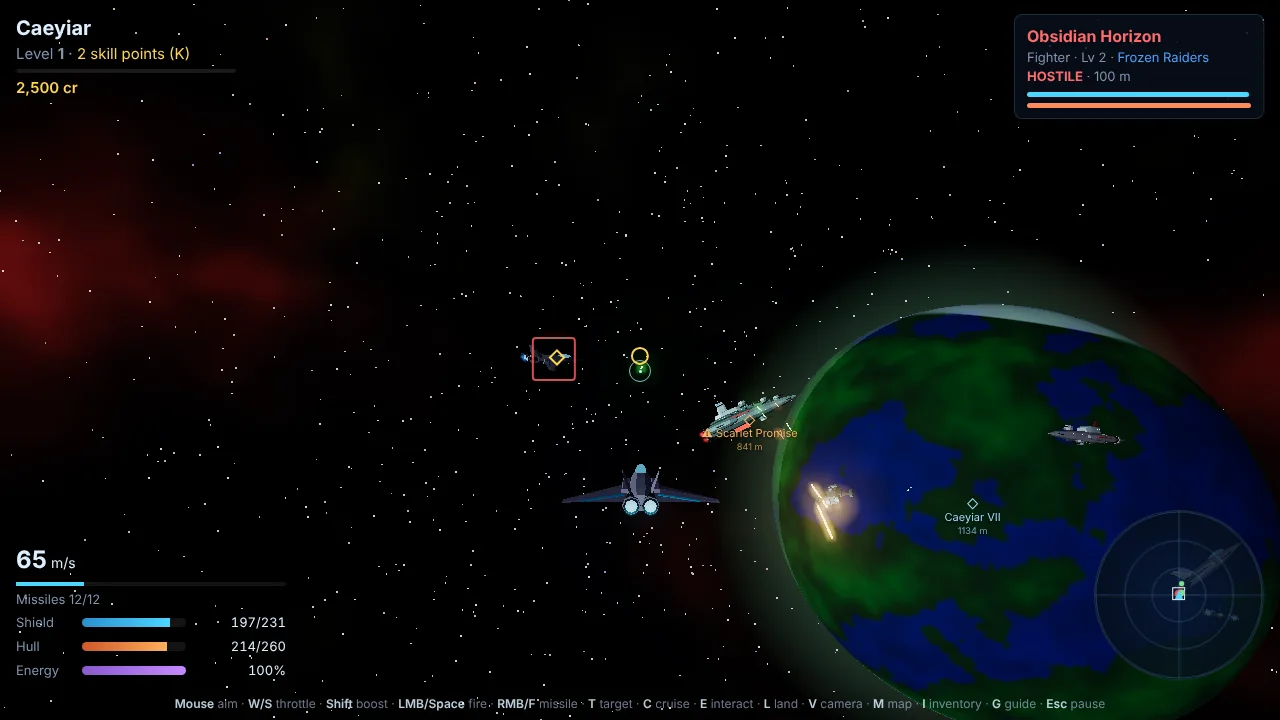 Caeyiar
Level 1 · 2 skill points (K)
2,500 cr
Obsidian Horizon
Fighter · Lv 2 · Frozen Raiders
HOSTILE · 100 m
Scarlet Promise
841 m
Caeyiar VII
1134 m
65 m/s
Missiles 12/12
Shield 197/231
Hull 214/260
Energy 100%
Mouse aim · W/S throttle · Shift boost · LMB/Space fire · RMB/F missile · T target · C cruise · E interact · L land · V camera · M map · I inventory · G guide · Esc pause